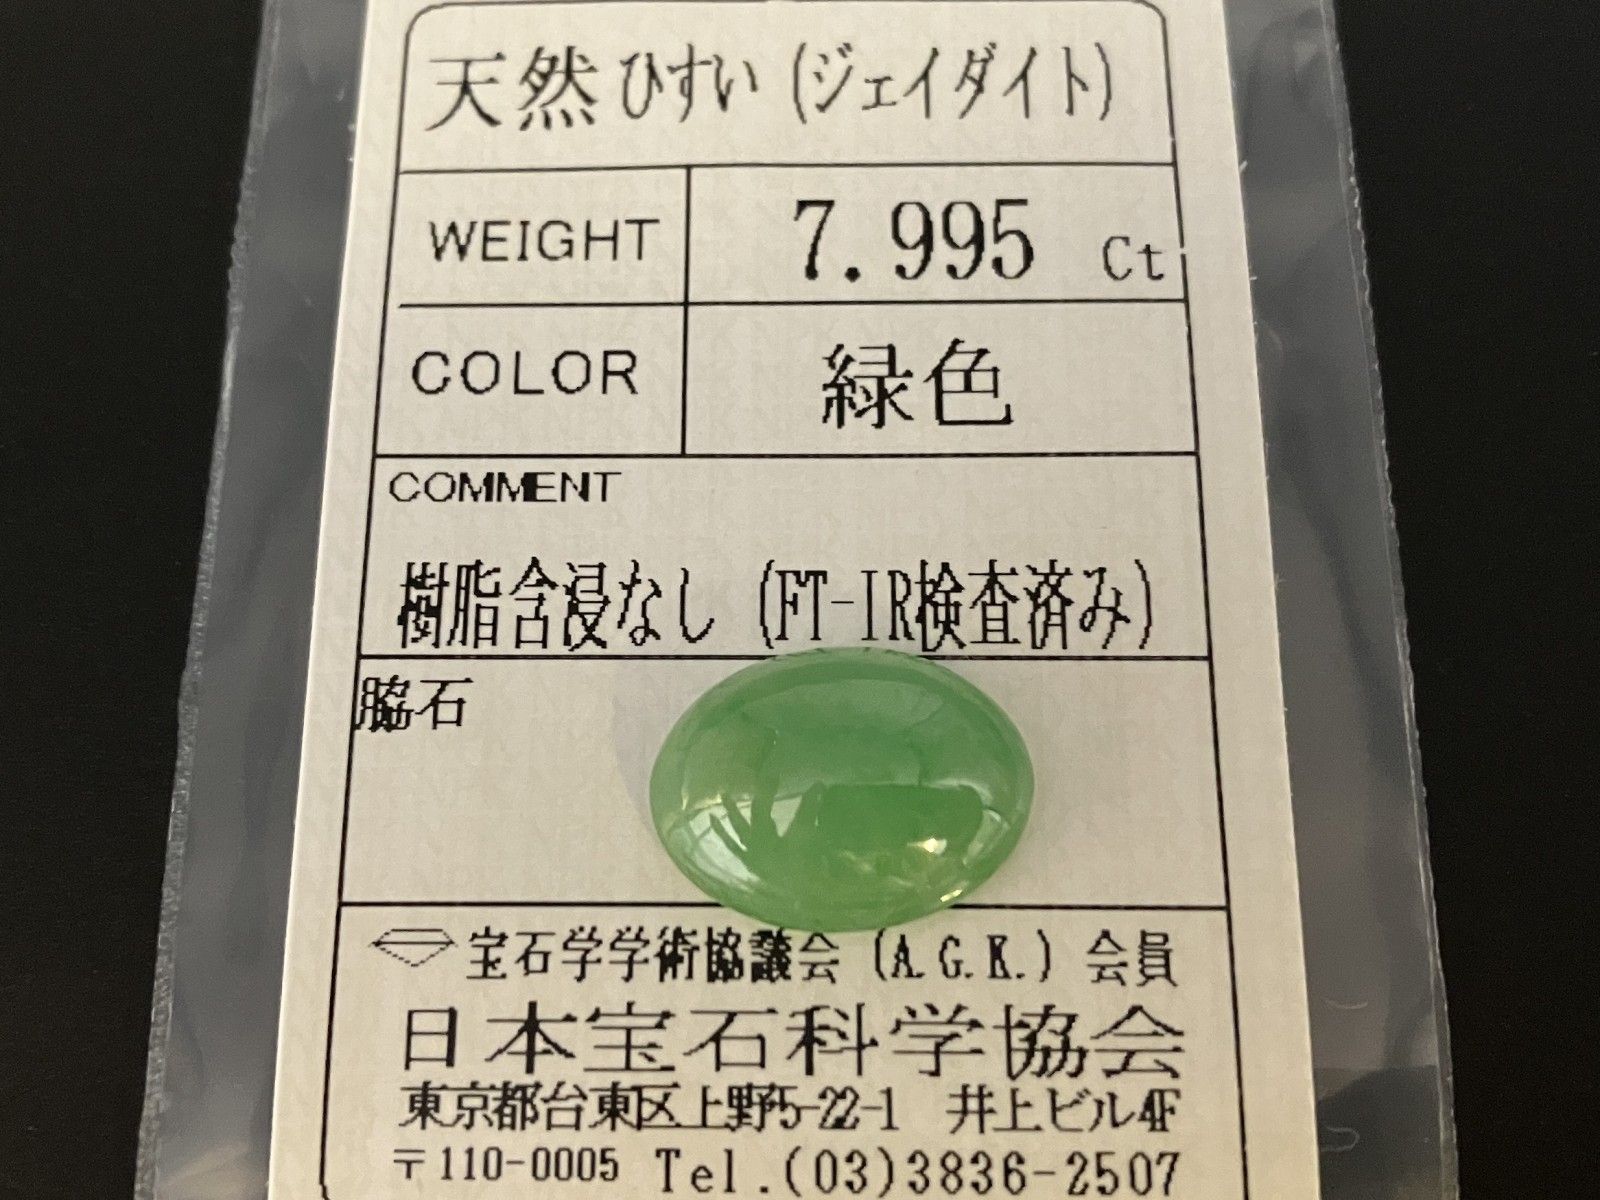 天然ひすい(ジェイダイト)
WEIGHT 7.995 Ct
COLOR 緑色
COMMENT
樹脂含浸なし (FT-IR検査済み)
脇石
宝石学学術協議会 (A.G.K.) 会員
日本宝石科学協会
東京都台東区上野5-22-1 井上ビル4F
〒110-0005 Tel.(03)3836-2507